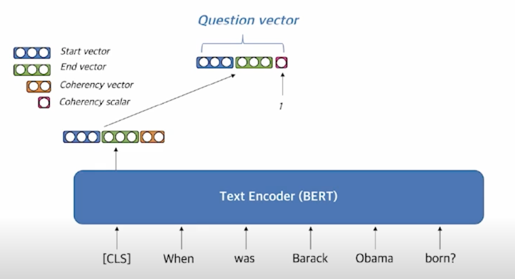 Question vector
Start vector
End vector
Coherency vector
Coherency scalar
1
Text Encoder (BERT)
[CLS] When was Barack Obama born?